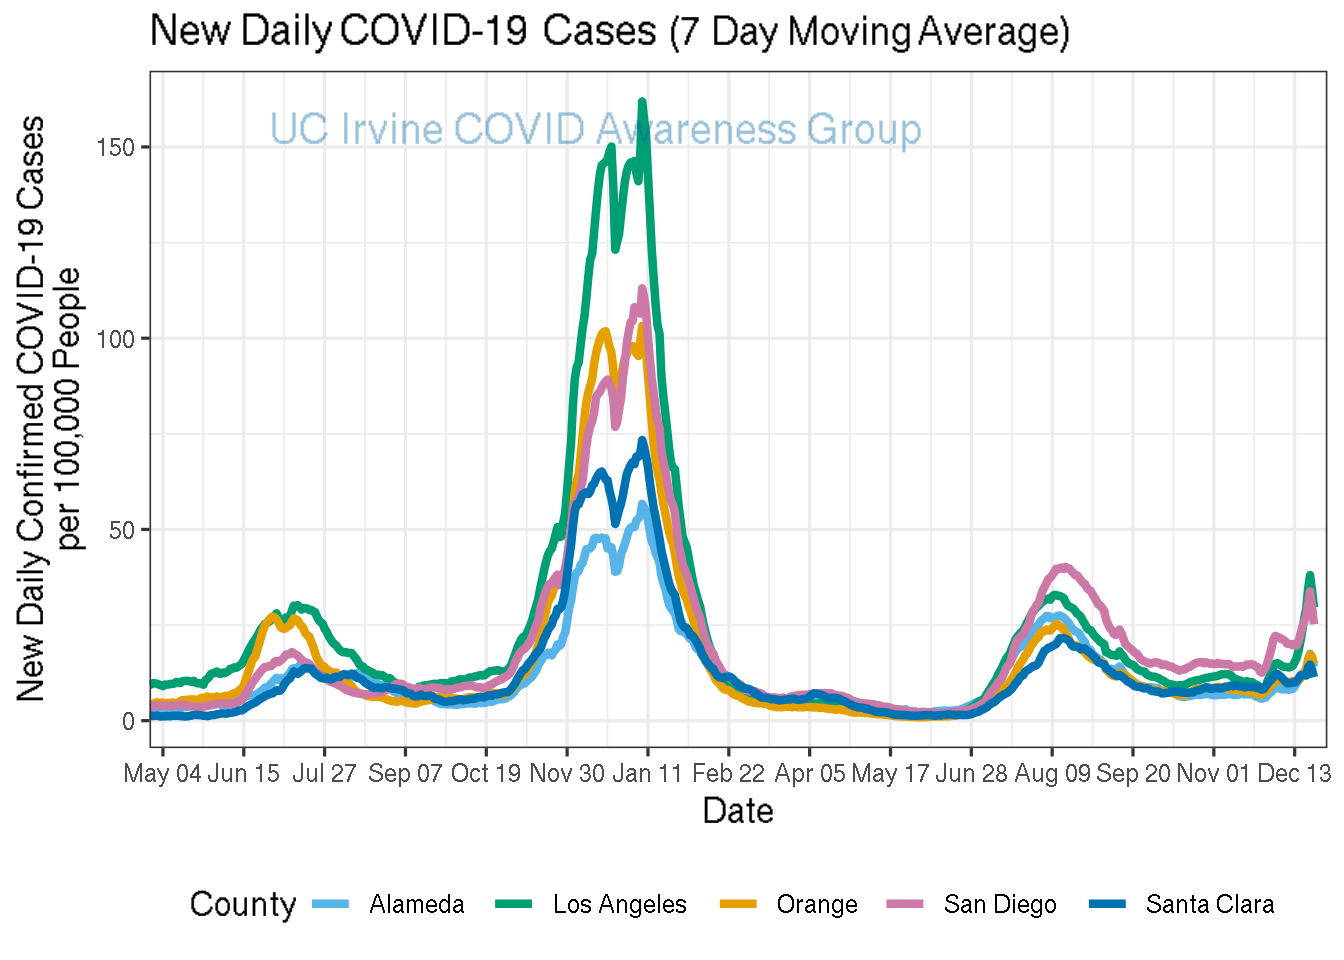 New Daily COVID-19 Cases (7 Day Moving Average)
UC Irvine COVID Awareness Group
New Daily Confirmed COVID-19 Cases
per 100,000 People
150
100
50
0
May 04 Jun 15 Jul 27 Sep 07 Oct 19 Nov 30 Jan 11 Feb 22 Apr 05 May 17 Jun 28 Aug 09 Sep 20 Nov 01 Dec 13
Date
County Alameda Los Angeles Orange San Diego Santa Clara